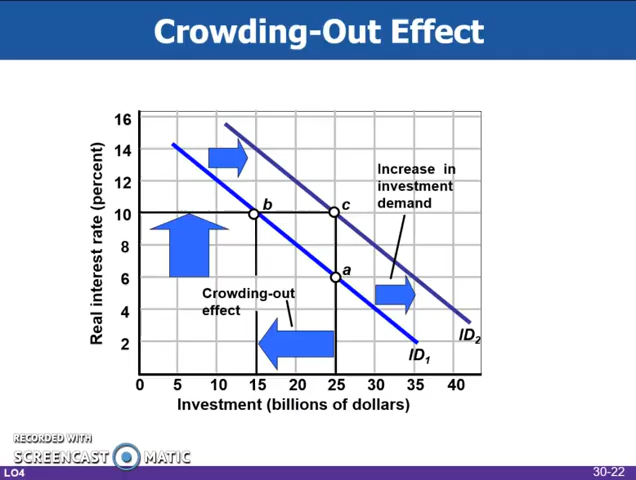 Crowding-Out Effect
16
14
12
10
8
6
4
2
Real interest rate (percent)
b
c
a
Increase in
investment
demand
Crowding-out
effect
ID1
ID2
0 5 10 15 20 25 30 35 40
Investment (billions of dollars)
RECORDED WITH
SCREENCAST MATIC
LO4
30-22